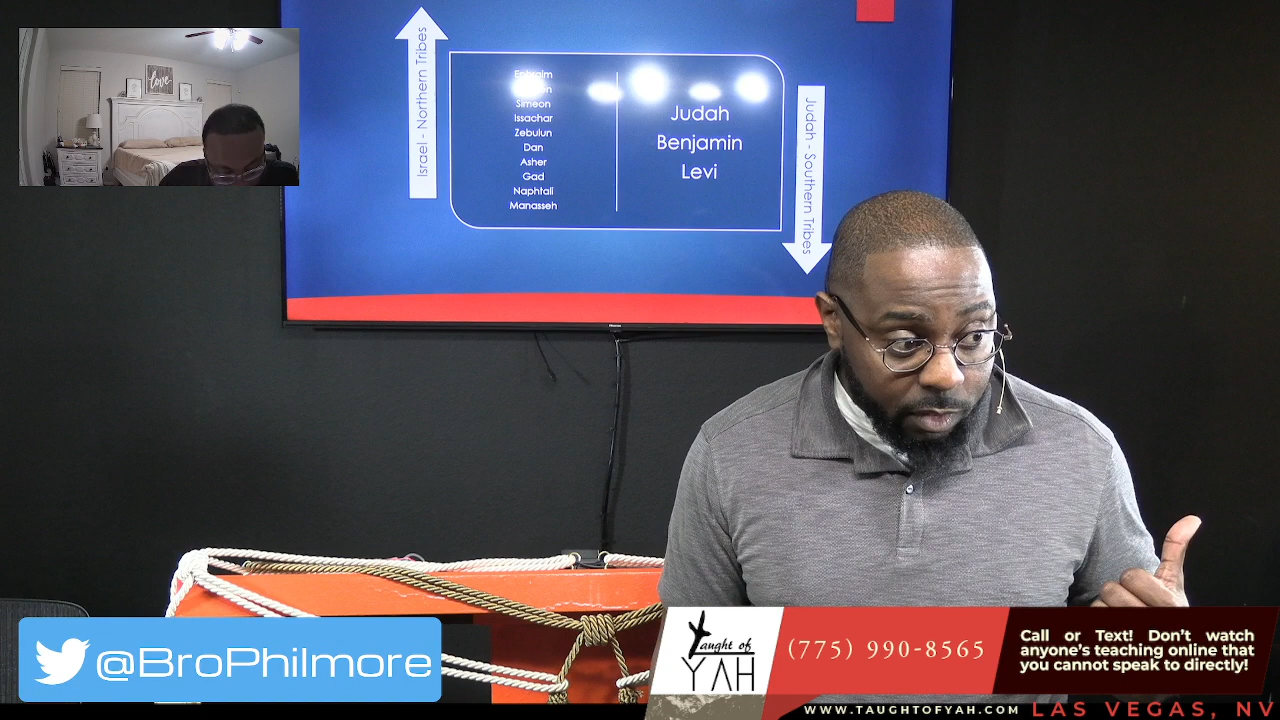 love
Israel - Northern Tribes
Ephraim
Simeon
Issachar
Zebulun
Dan
Asher
Gad
Naphtali
Manasseh
Judah
Benjamin
Levi
Judah - Southern Tribes
@BroPhilmore
Taught of
YAH
(775) 990-8565
Call or Text! Don't watch
anyone's teaching online that
you cannot speak to directly!
WWW.TAUGHTOFYAH.COM
LAS VEGAS, NV